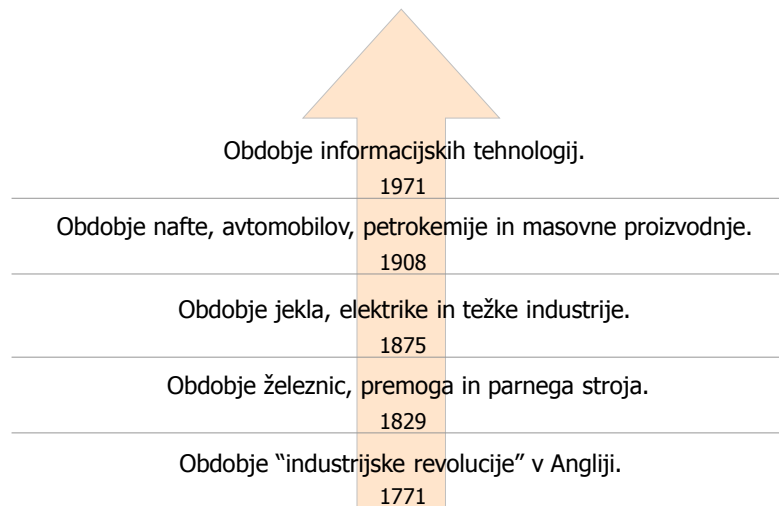 Obdobje informacijskih tehnologij.
1971
Obdobje nafte, avtomobilov, petrokemije in masovne proizvodnje.
1908
Obdobje jekla, elektrike in težke industrije.
1875
Obdobje železnic, premoga in parnega stroja.
1829
Obdobje “industrijske revolucije” v Angliji.
1771